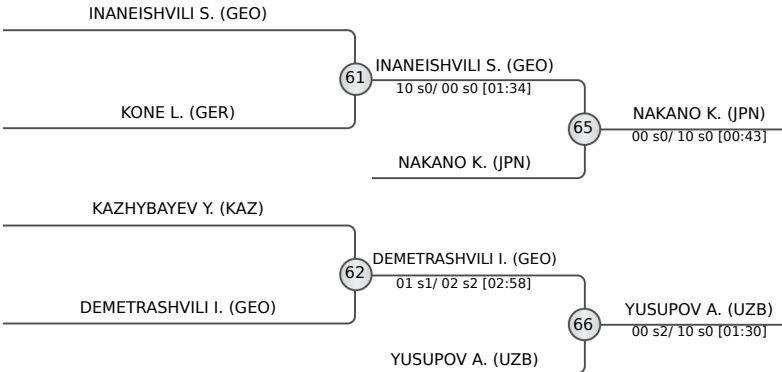 INANEISHVILI S. (GEO)
61
INANEISHVILI S. (GEO)
10 s0/ 00 s0 [01:34]
KONE L. (GER)
65
NAKANO K. (JPN)
00 s0/ 10 s0 [00:43]
NAKANO K. (JPN)
KAZHYBAYEV Y. (KAZ)
62
DEMETRASHVILI I. (GEO)
01 s1/ 02 s2 [02:58]
DEMETRASHVILI I. (GEO)
66
YUSUPOV A. (UZB)
00 s2/ 10 s0 [01:30]
YUSUPOV A. (UZB)